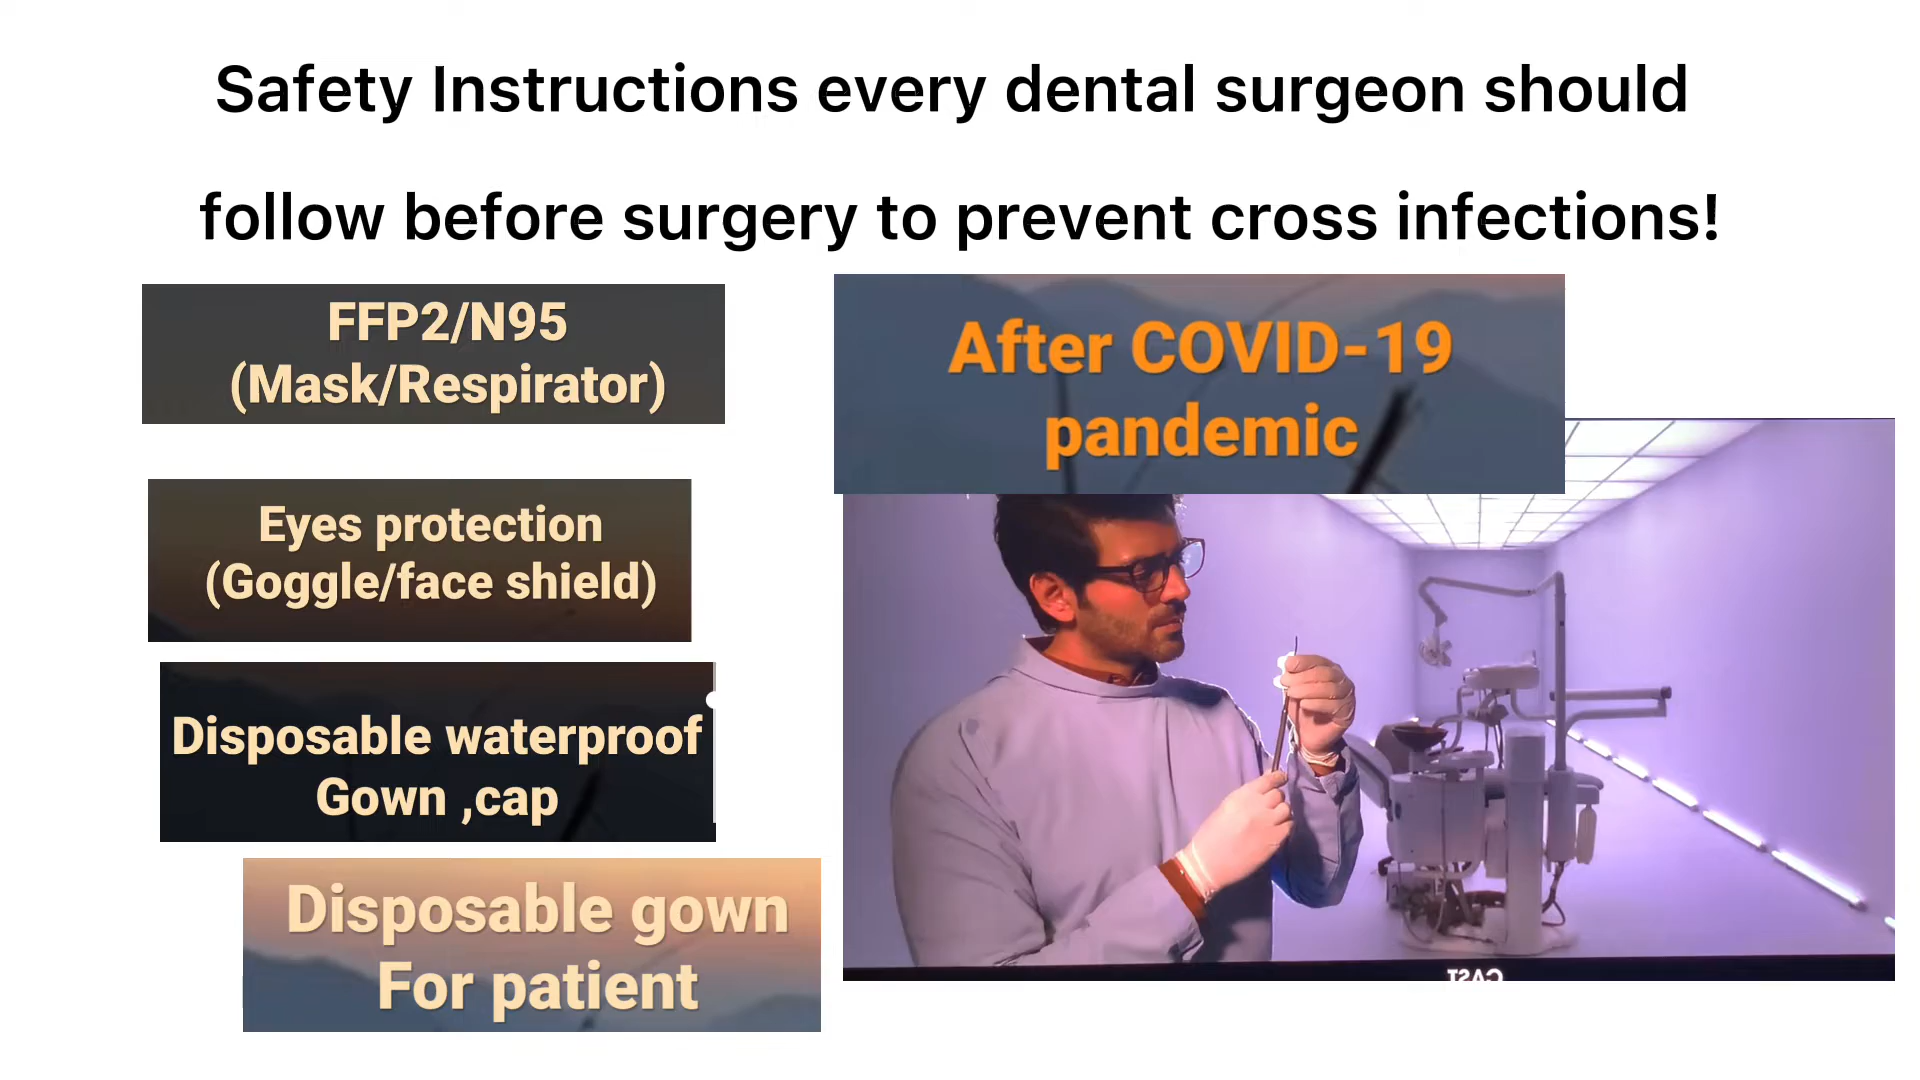 Safety Instructions every dental surgeon should
follow before surgery to prevent cross infections!
FFP2/N95
(Mask/Respirator)
Eyes protection
(Goggle/face shield)
Disposable waterproof
Gown ,cap
Disposable gown
For patient
After COVID-19
pandemic
TCAST